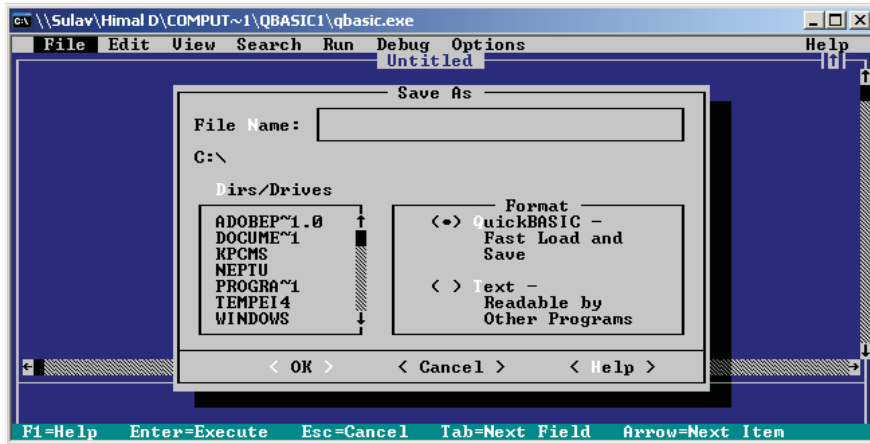 \\Sulav\Himal D\COMPUT~1\QBASIC1\qbasic.exe
File Edit View Search Run Debug Options Help
Untitled
Save As
File Name:
C:\
Dirs/Drives
ADOBEP~1.0
DOCUME~1
KPCMS
NEPTU
PROGRA~1
TEMPEI4
WINDOWS
Format
(•) QuickBASIC -
Fast Load and
Save
( ) Text -
Readable by
Other Programs
< OK > < Cancel > < Help >
F1=Help Enter=Execute Esc=Cancel Tab=Next Field Arrow=Next Item